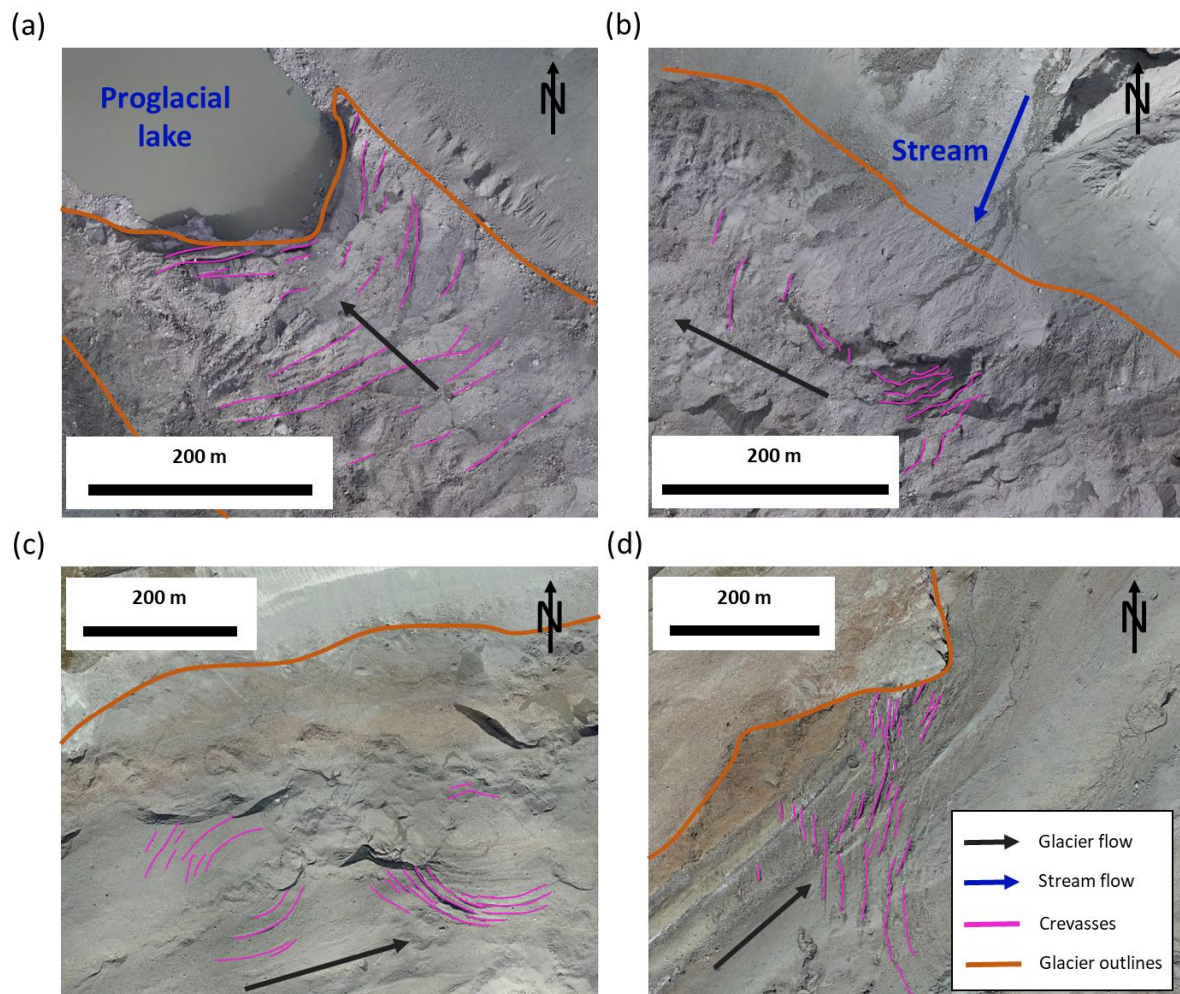 (a)
Proglacial
lake
N
200 m
(b)
Stream
N
200 m
(c)
200 m
N
(d)
200 m
N
Glacier flow
Stream flow
Crevasses
Glacier outlines